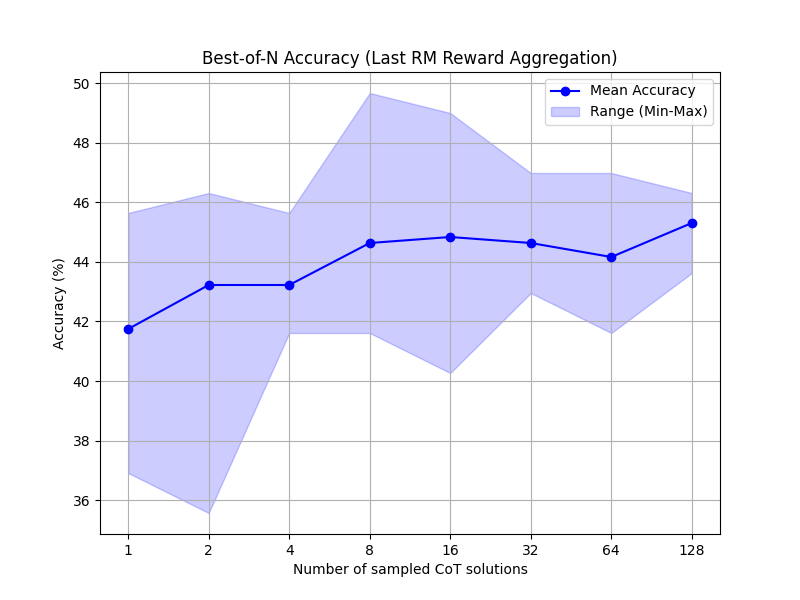 Best-of-N Accuracy (Last RM Reward Aggregation)
Mean Accuracy
Range (Min-Max)
Accuracy (%)
50
48
46
44
42
40
38
36
1 2 4 8 16 32 64 128
Number of sampled CoT solutions